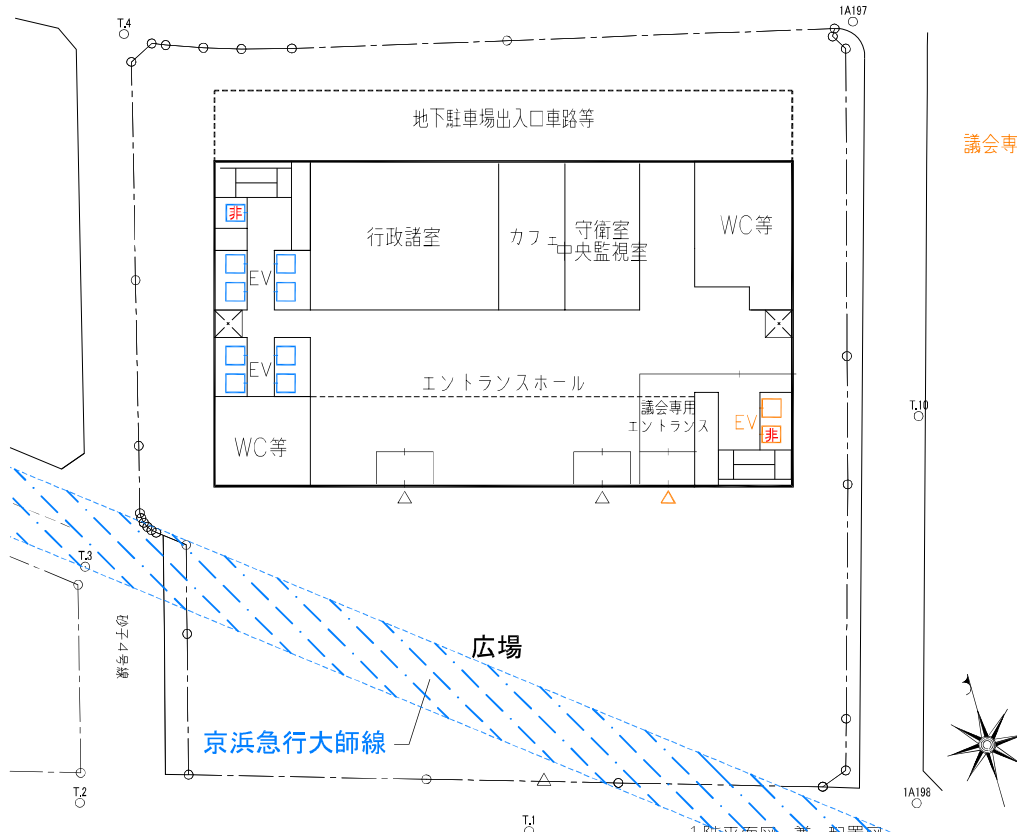 T.4
1A197
地下駐車場出入口車路等
議会専
非
行政諸室
カフェ
守衛室
中央監視室
WC等
EV
EV
エントランスホール
議会専用
エントランス
EV
非
WC等
T.10
T.3
砂子4号線
広場
京浜急行大師線
T.2
1A198
T.1